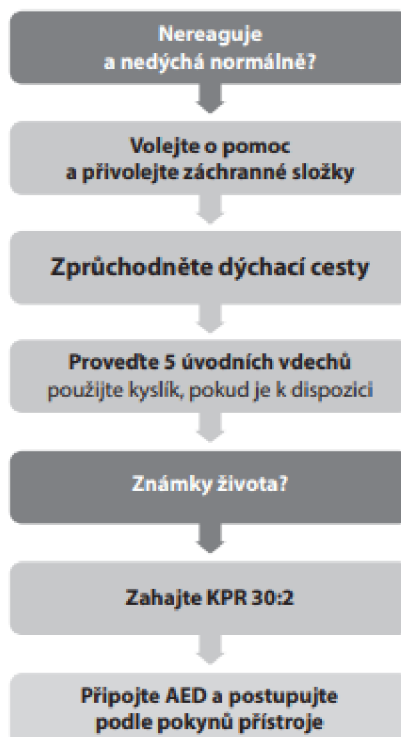 Nereaguje
a nedýchá normálně?
Volejte o pomoc
a přivolejte záchranné složky
Zprůchodněte dýchací cesty
Proveďte 5 úvodních vdechů
použijte kyslík, pokud je k dispozici
Známky života?
Zahajte KPR 30:2
Připojte AED a postupujte
podle pokynů přístroje